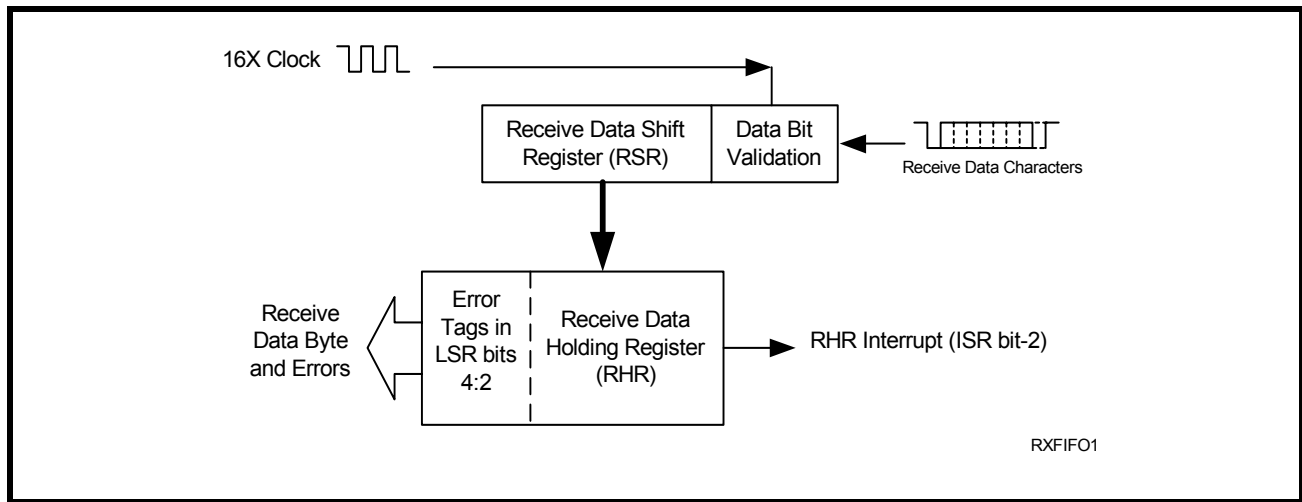 16X Clock
Receive Data Shift
Register (RSR)
Data Bit
Validation
Receive Data Characters
Receive
Data Byte
and Errors
Error
Tags in
LSR bits
4:2
Receive Data
Holding Register
(RHR)
RHR Interrupt (ISR bit-2)
RXFIFO1